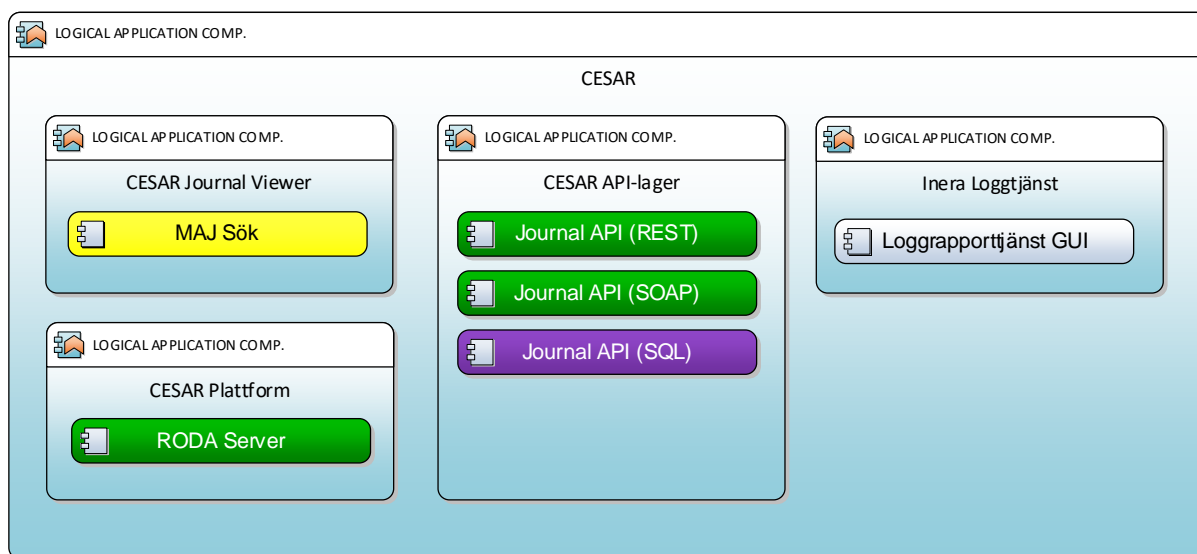 LOGICAL APPLICATION COMP.
CESAR
LOGICAL APPLICATION COMP.
CESAR Journal Viewer
MAJ Sök
LOGICAL APPLICATION COMP.
CESAR Plattform
RODA Server
LOGICAL APPLICATION COMP.
CESAR API-lager
Journal API (REST)
Journal API (SOAP)
Journal API (SQL)
LOGICAL APPLICATION COMP.
Inera Loggtjänst
Loggrapporttjänst GUI